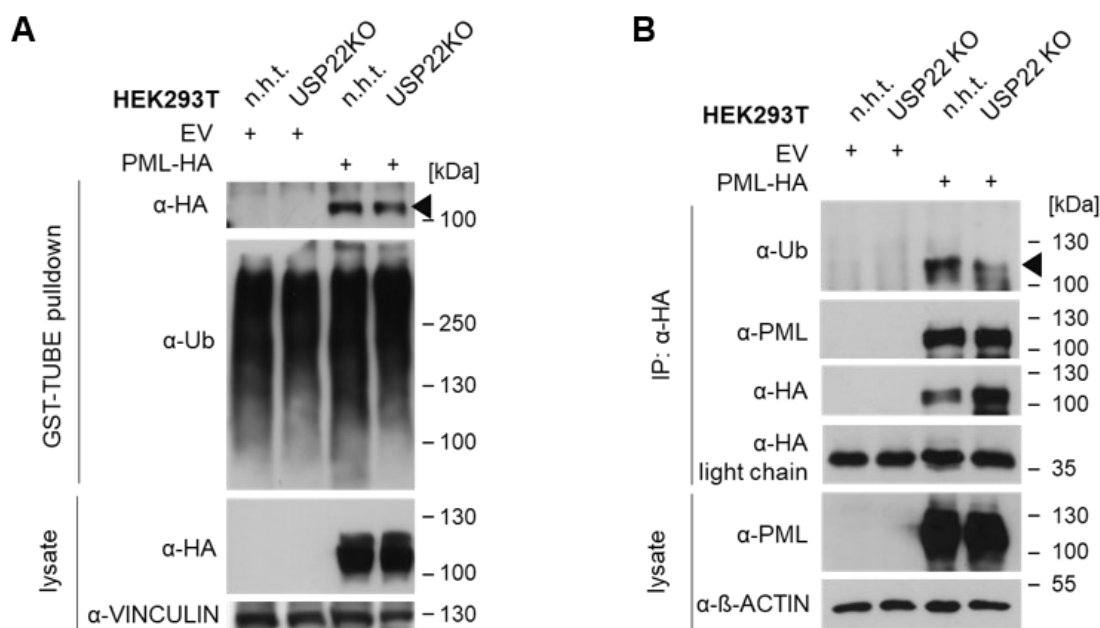 A
n.h.t.
USP22KO
n.h.t.
USP22KO
HEK293T
EV + +
PML-HA + +
[kDa]
GST-TUBE pulldown
α-HA
– 100
α-Ub
– 250
– 130
– 100
lysate
α-HA
– 130
– 100
α-VINCULIN
– 130
B
n.h.t.
USP22 KO
n.h.t.
USP22 KO
HEK293T
EV + +
PML-HA + +
[kDa]
IP: α-HA
α-Ub
– 130
– 100
α-PML
– 130
– 100
α-HA
– 130
– 100
α-HA
light chain
– 35
lysate
α-PML
– 130
– 100
– 55
α-ß-ACTIN